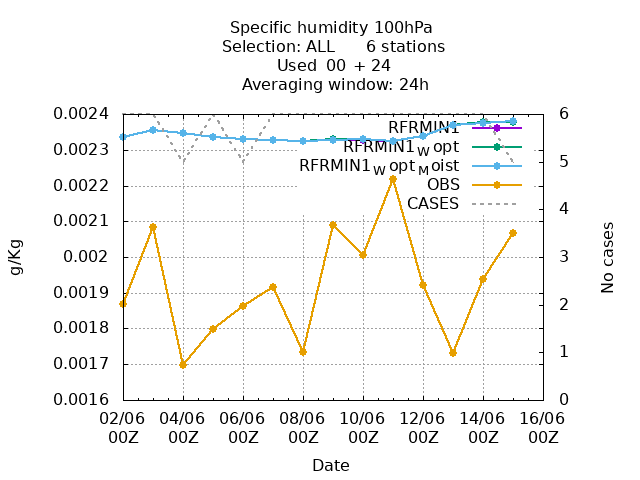 Specific humidity 100hPa
Selection: ALL      6 stations
Used  00  + 24
Averaging window: 24h
0.0024
0.0023
0.0022
0.0021
0.002
0.0019
0.0018
0.0017
0.0016
g/Kg
RFRMIN1
RFRMIN1_W opt
RFRMIN1_W opt_M oist
OBS
CASES
6
5
4
3
2
1
0
No cases
02/06 04/06 06/06 08/06 10/06 12/06 14/06 16/06
00Z 00Z 00Z 00Z 00Z 00Z 00Z 00Z
Date